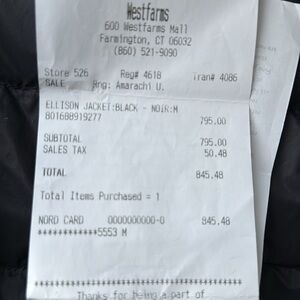 Westfarms
600 Westfarms Mall
Farmington, CT 06032
(860) 521-9090
Store 526 Reg# 4618 Tran# 4086
SALE Rng: Amarachi U.
ELLISON JACKET:BLACK - NOIR:M
801688919277 795.00
SUBTOTAL 795.00
SALES TAX 50.48
TOTAL 845.48
Total Items Purchased = 1
NORD CARD 0000000000-0 845.48
************5553 M
Thanks for being a part of